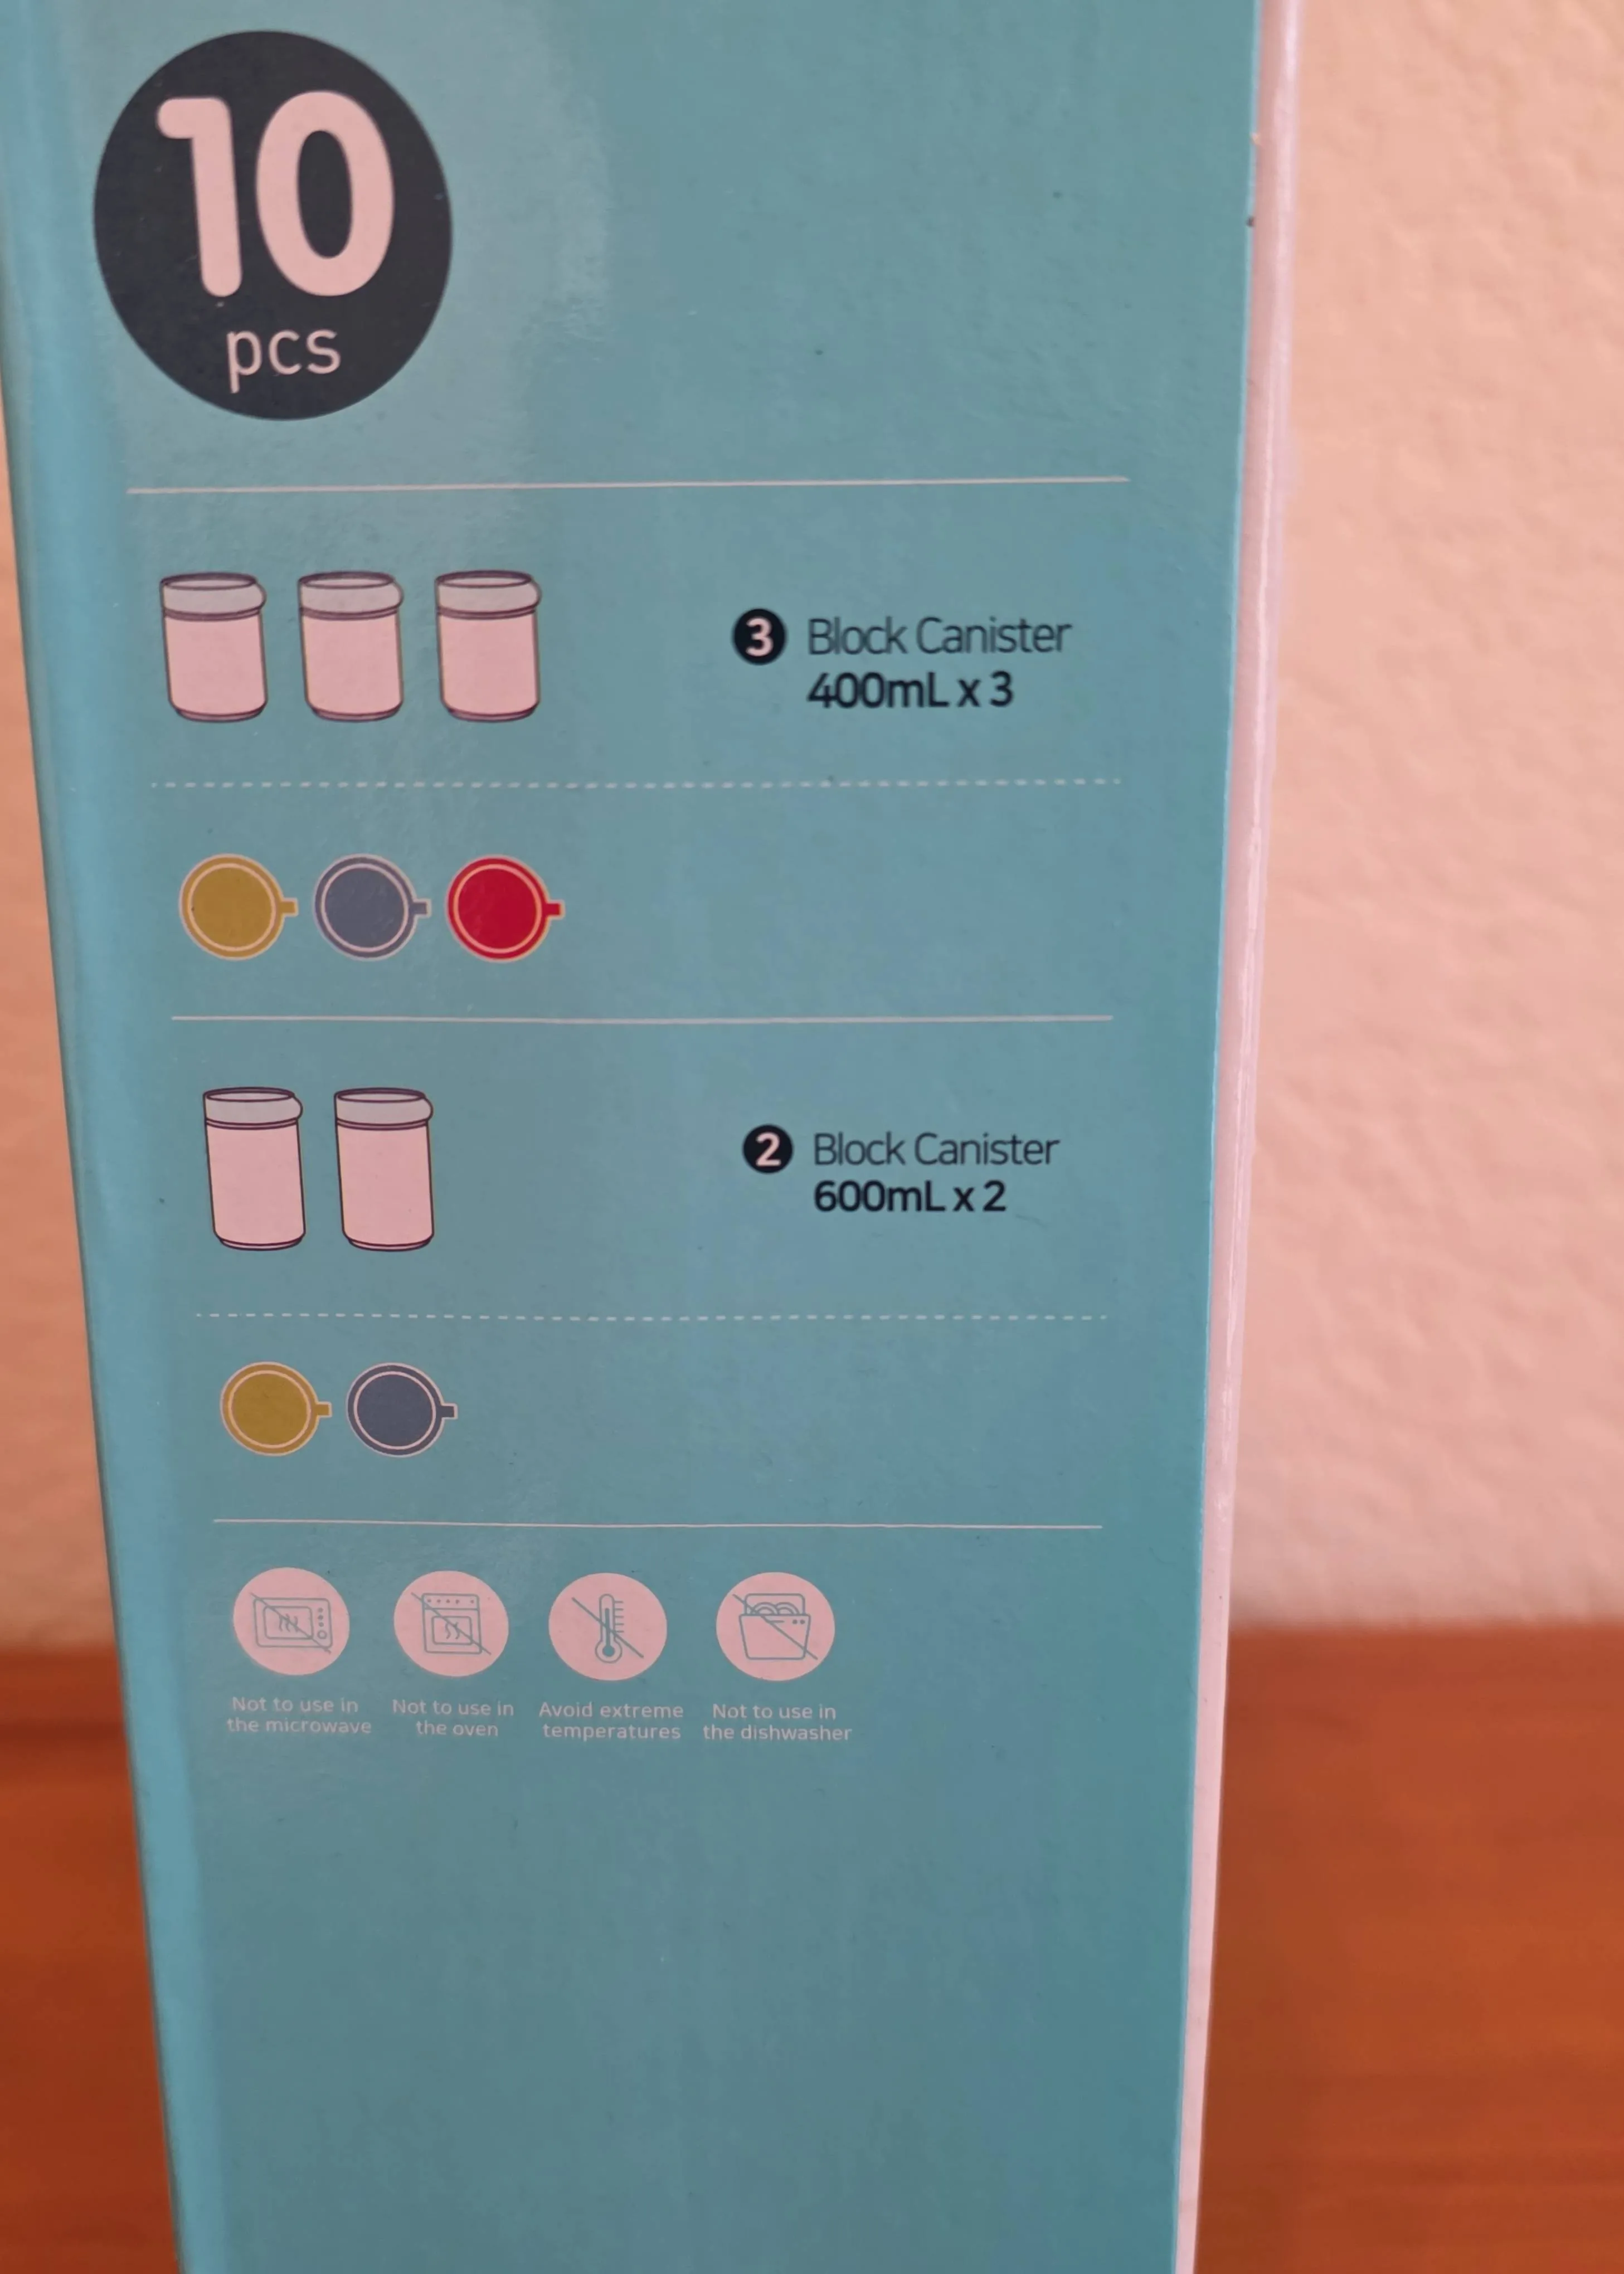 10
pcs
3 Block Canister
400mL x 3
2 Block Canister
600mL x 2
Not to use in
the microwave
Not to use in
the oven
Avoid extreme
temperatures
Not to use in
the dishwasher